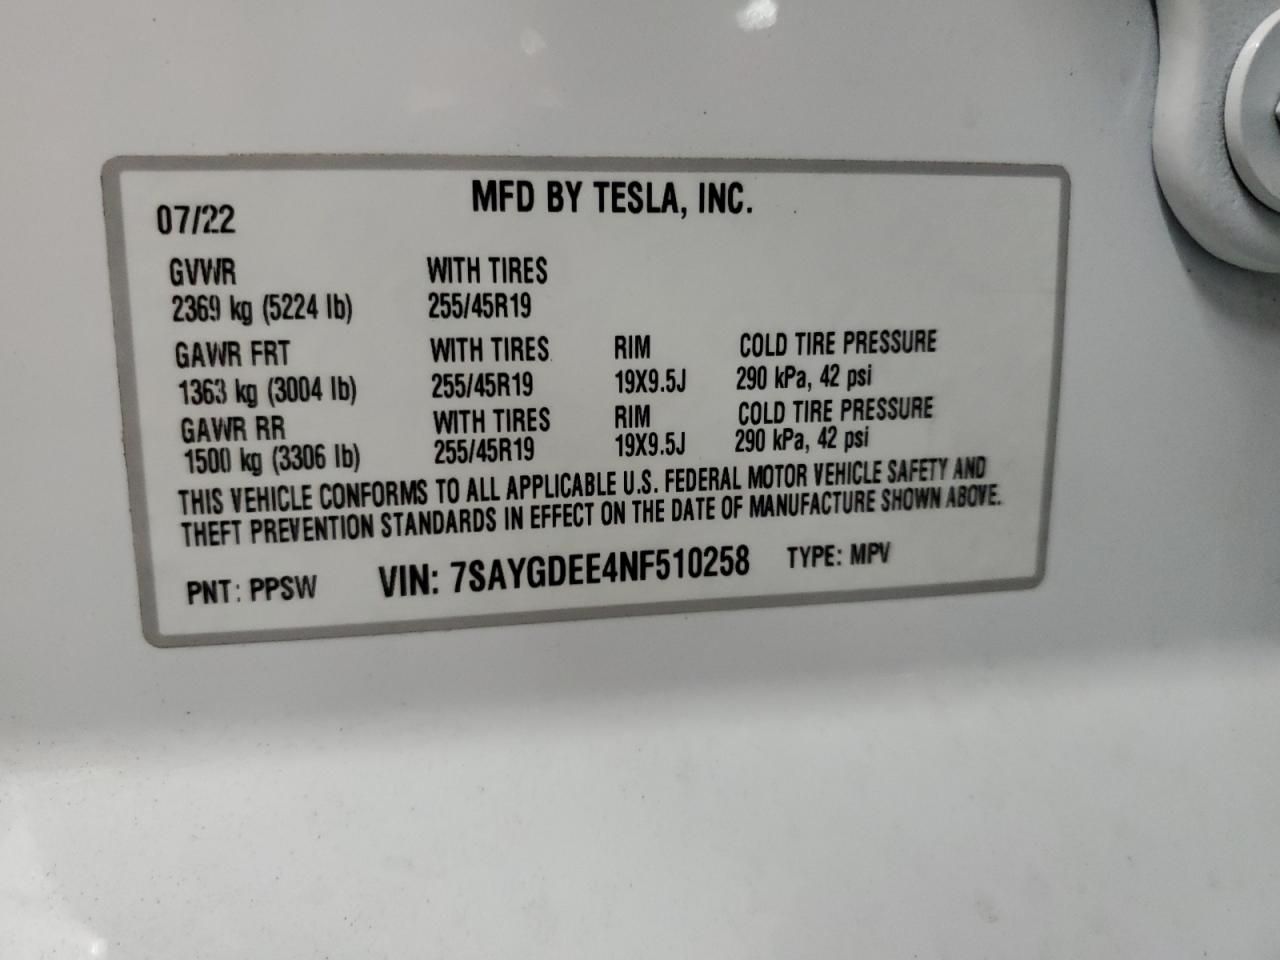 MFD BY TESLA, INC.
07/22
GVWR WITH TIRES
2369 kg (5224 lb) 255/45R19
GAWR FRT WITH TIRES RIM COLD TIRE PRESSURE
1363 kg (3004 lb) 255/45R19 19X9.5J 290 kPa, 42 psi
GAWR RR WITH TIRES RIM COLD TIRE PRESSURE
1500 kg (3306 lb) 255/45R19 19X9.5J 290 kPa, 42 psi
THIS VEHICLE CONFORMS TO ALL APPLICABLE U.S. FEDERAL MOTOR VEHICLE SAFETY AND
THEFT PREVENTION STANDARDS IN EFFECT ON THE DATE OF MANUFACTURE SHOWN ABOVE.
PNT: PPSW VIN: 7SAYGDEE4NF510258 TYPE: MPV